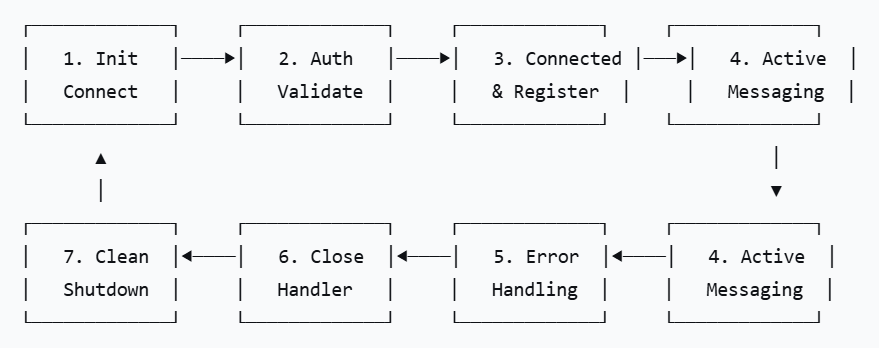 1. Init 2. Auth 3. Connected 4. Active
Connect Validate & Register Messaging
7. Clean 6. Close 5. Error 4. Active
Shutdown Handler Handling Messaging